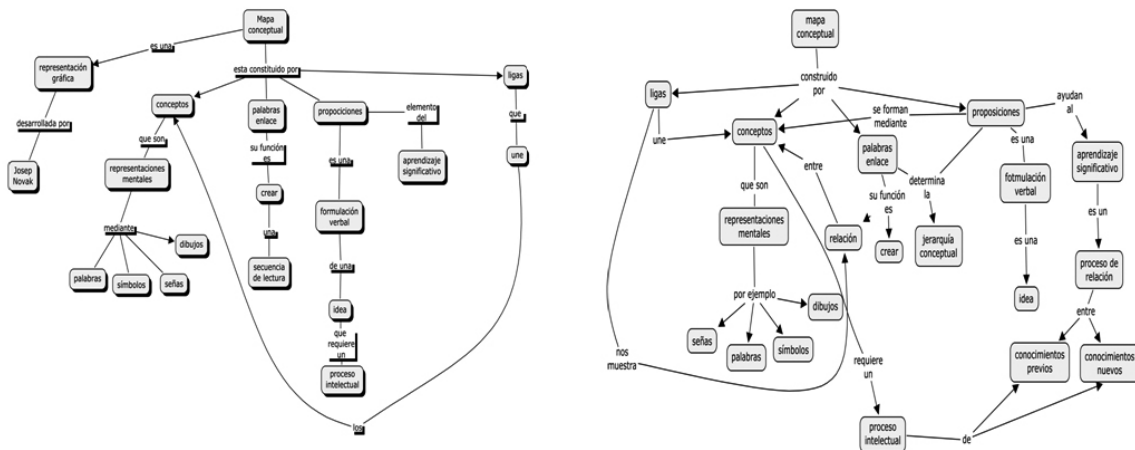 Mapa
conceptual
es una
representación
gráfica
desarrollada por
Josep
Novak
esta constituido por
conceptos
que son
representaciones
mentales
mediante
palabras
símbolos
señas
dibujos
palabras
enlace
su función
es
crear
una
secuencia
de lectura
propociciones
es una
formulación
verbal
de una
idea
que
requiere
un
proceso
intelectual
elemento
del
aprendizaje
significativo
ligas
que
une
los
mapa
conceptual
construido
por
ligas
une
nos
muestra
conceptos
que son
representaciones
mentales
por ejemplo
señas
palabras
símbolos
dibujos
requiere
un
proceso
intelectual
de
se forman
mediante
palabras
enlace
su función
es
crear
relación
entre
determina
la
jerarquía
conceptual
proposiciones
es una
fotmulación
verbal
es una
idea
ayudan
al
aprendizaje
significativo
es un
proceso de
relación
entre
conocimientos
previos
conocimientos
nuevos